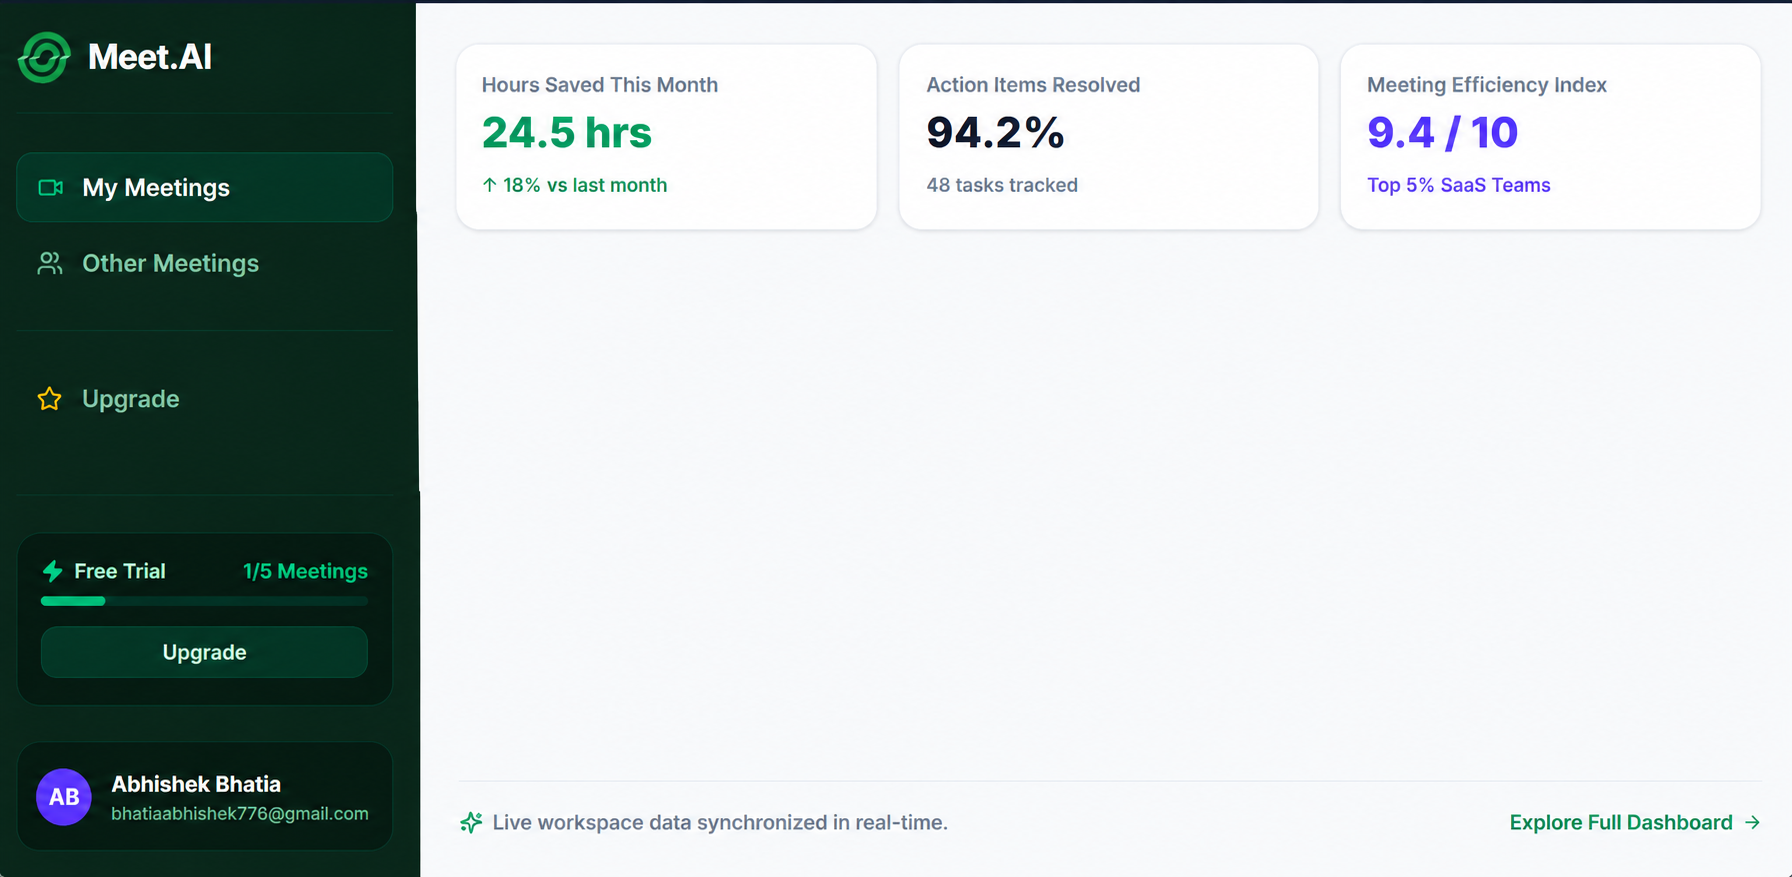 Meet.AI
My Meetings
Other Meetings
Upgrade
Free Trial
1/5 Meetings
Upgrade
AB
Abhishek Bhatia
bhatiaabhishek776@gmail.com
Hours Saved This Month
24.5 hrs
↑ 18% vs last month
Action Items Resolved
94.2%
48 tasks tracked
Meeting Efficiency Index
9.4 / 10
Top 5% SaaS Teams
Live workspace data synchronized in real-time.
Explore Full Dashboard →